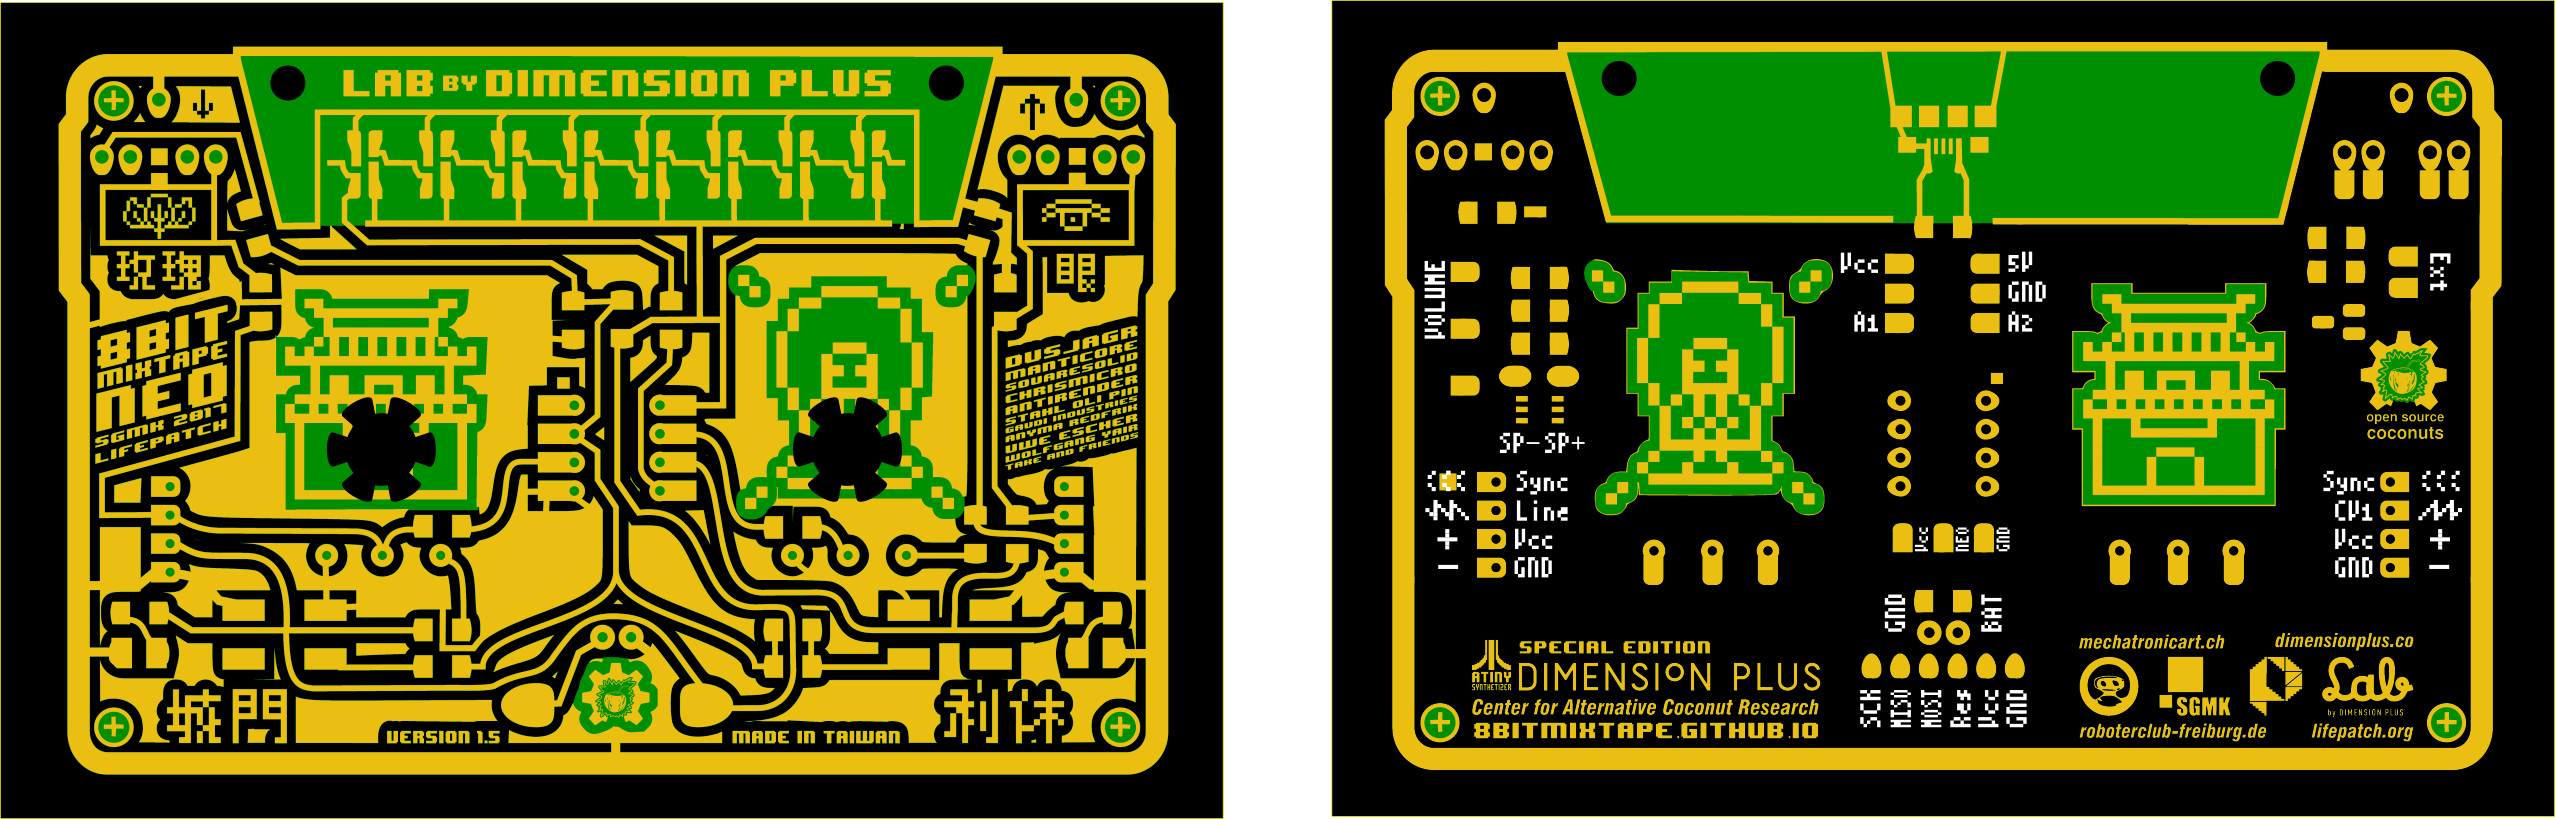 LAB BY DIMENSION PLUS
玫瑰
眼
8BIT
MIXTAPE
NEO
SGMK 2017
LIFEPATCH
DUSJAGR
MANTICORE
SQUARESOLID
CHRISMICRO
ANTIRENDER
STAHL OLI PIN
GAUDI INDUSTRIES
ANYMA REDFRIK
UWE ESCHER
WOLFGANG YAIR
TAKE AND FRIENDS
城門
利休
VERSION 1.5
MADE IN TAIWAN
VOLUME
Vcc
5V
GND
A1
A2
Ext
SP- SP+
open source
coconuts
Sync
Line
+ Vcc
- GND
Sync
CV1
Vcc +
GND -
Vcc
NEO
GND
GND
BAT
SCK
MISO
MOSI
Res
Vcc
GND
ATINY
SYNTHETIZER
SPECIAL EDITION
DIMENSION PLUS
Center for Alternative Coconut Research
8BITMIXTAPE.GITHUB.IO
mechatronicart.ch
dimensionplus.co
SGMK
Lab
by DIMENSION PLUS
roboterclub-freiburg.de
lifepatch.org